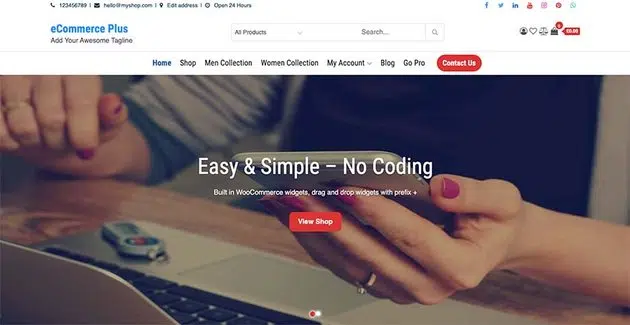 123456789 | hello@myshop.com | Edit address | Open 24 Hours
eCommerce Plus
Add Your Awesome Tagline
All Products
Search...
0
£0.00
Home Shop Men Collection Women Collection My Account Blog Go Pro Contact Us
Easy & Simple – No Coding
Built in WooCommerce widgets, drag and drop widgets with prefix +
View Shop